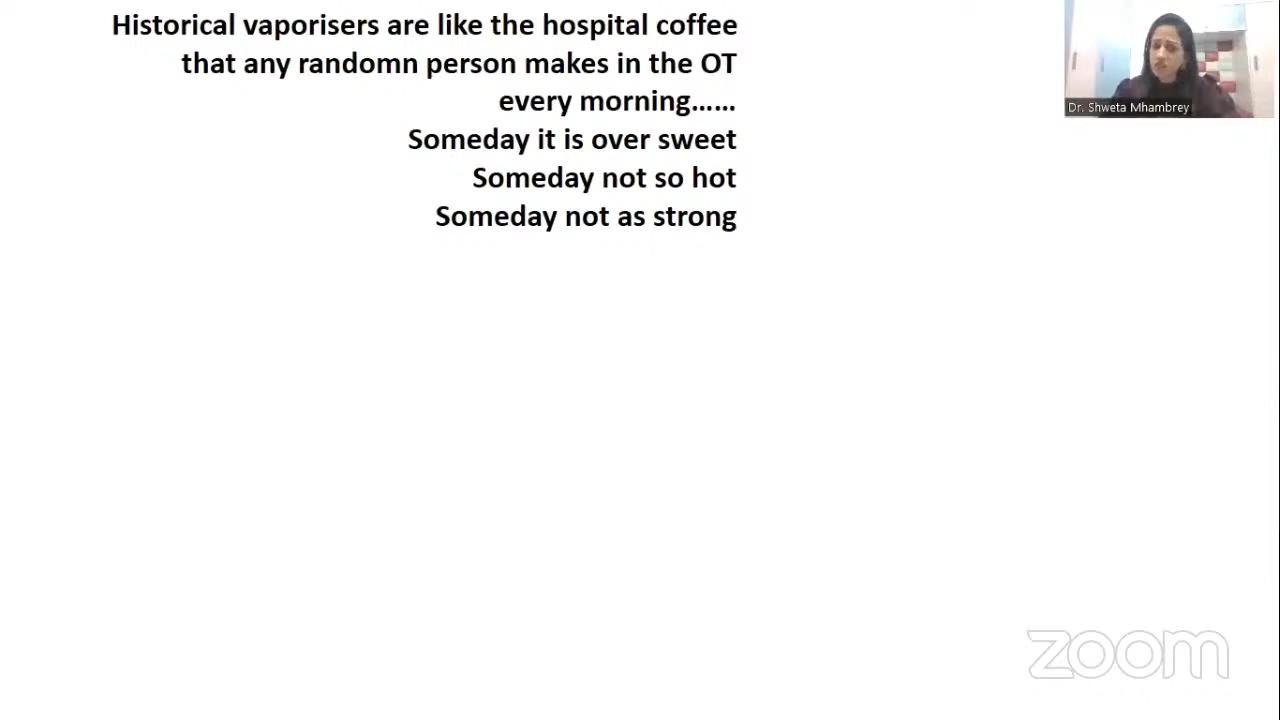 Historical vaporisers are like the hospital coffee
that any randomn person makes in the OT
every morning......
Someday it is over sweet
Someday not so hot
Someday not as strong
Dr. Shweta Mhambrey
zoom